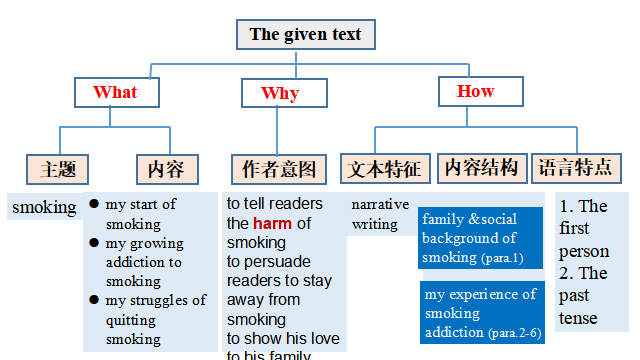 The given text
What
Why
How
主题
内容
作者意图
文本特征
内容结构
语言特点
smoking
● my start of
smoking
● my growing
addiction to
smoking
● my struggles of
quitting
smoking
to tell readers
the harm of
smoking
to persuade
readers to stay
away from
smoking
to show his love
to his family
narrative
writing
family &social
background of
smoking (para.1)
my experience of
smoking
addiction (para.2-6)
1. The
first
person
2. The
past
tense